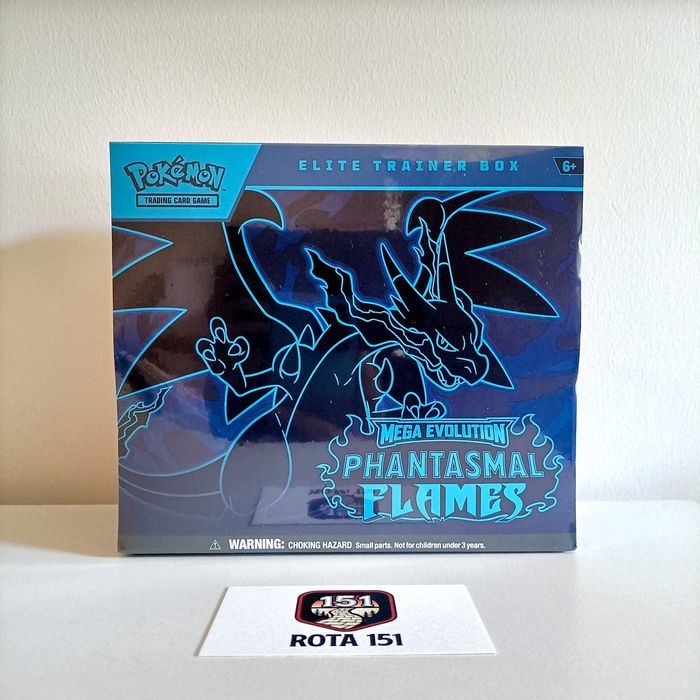 Pokémon
TRADING CARD GAME
ELITE TRAINER BOX
6+
MEGA EVOLUTION
PHANTASMAL
FLAMES
WARNING: CHOKING HAZARD Small parts. Not for children under 3 years.
151
ROTA 151